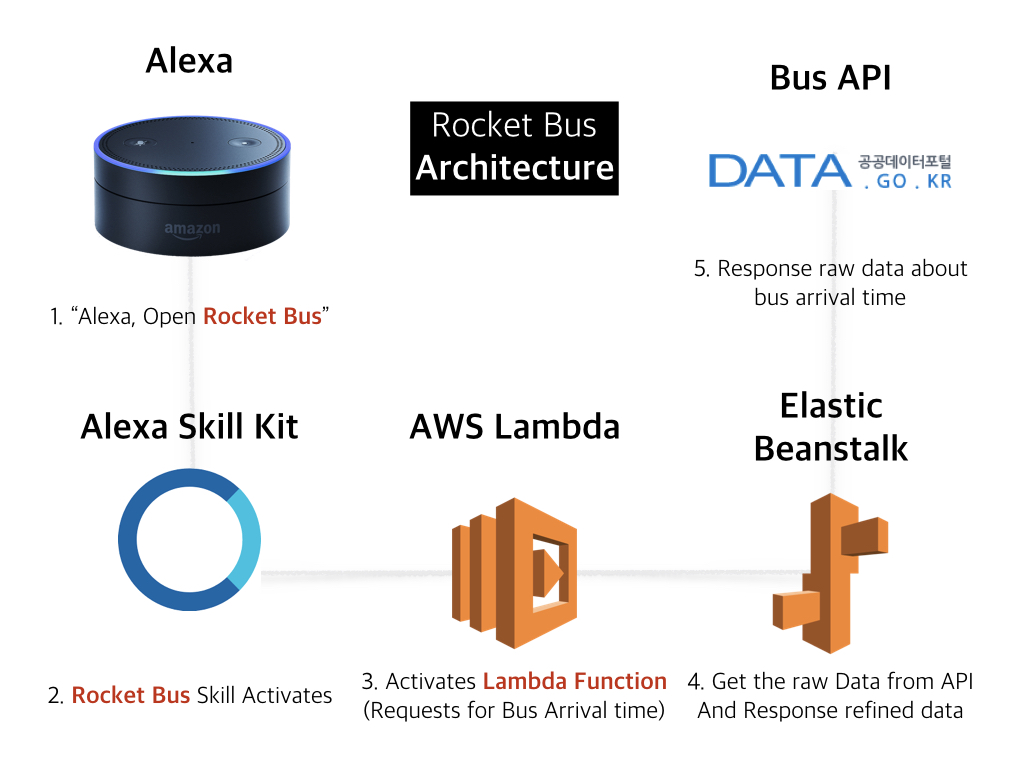 Alexa
Rocket Bus
Architecture
Bus API
amazon
DATA 공공데이터포털
. GO . KR
1. “Alexa, Open Rocket Bus”
5. Response raw data about
bus arrival time
Alexa Skill Kit
AWS Lambda
Elastic
Beanstalk
2. Rocket Bus Skill Activates
3. Activates Lambda Function
(Requests for Bus Arrival time)
4. Get the raw Data from API
And Response refined data